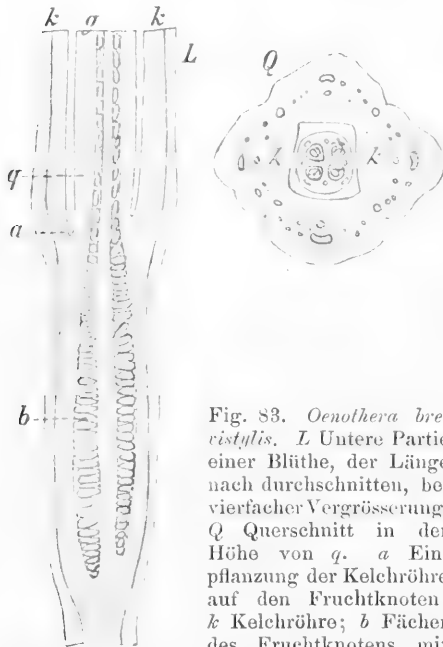 k g k
L Q
q k k
a
b
Fig. 83. Oenothera bre-
vistylis. L Untere Partie
einer Blüthe, der Länge
nach durchschnitten, bei
vierfacher Vergrösserung.
Q Querschnitt in der
Höhe von q. a Ein-
pflanzung der Kelchröhre
auf den Fruchtknoten
k Kelchröhre; b Fächer
des Fruchtknotens mit